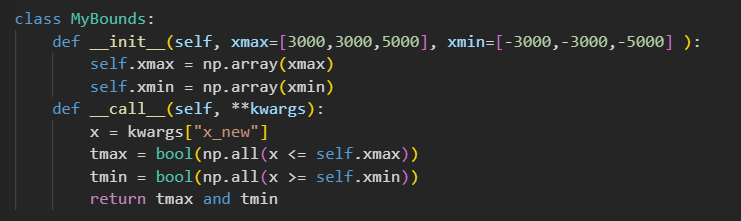 class MyBounds:
    def __init__(self, xmax=[3000,3000,5000], xmin=[-3000,-3000,-5000] ):
        self.xmax = np.array(xmax)
        self.xmin = np.array(xmin)
    def __call__(self, **kwargs):
        x = kwargs["x_new"]
        tmax = bool(np.all(x <= self.xmax))
        tmin = bool(np.all(x >= self.xmin))
        return tmax and tmin